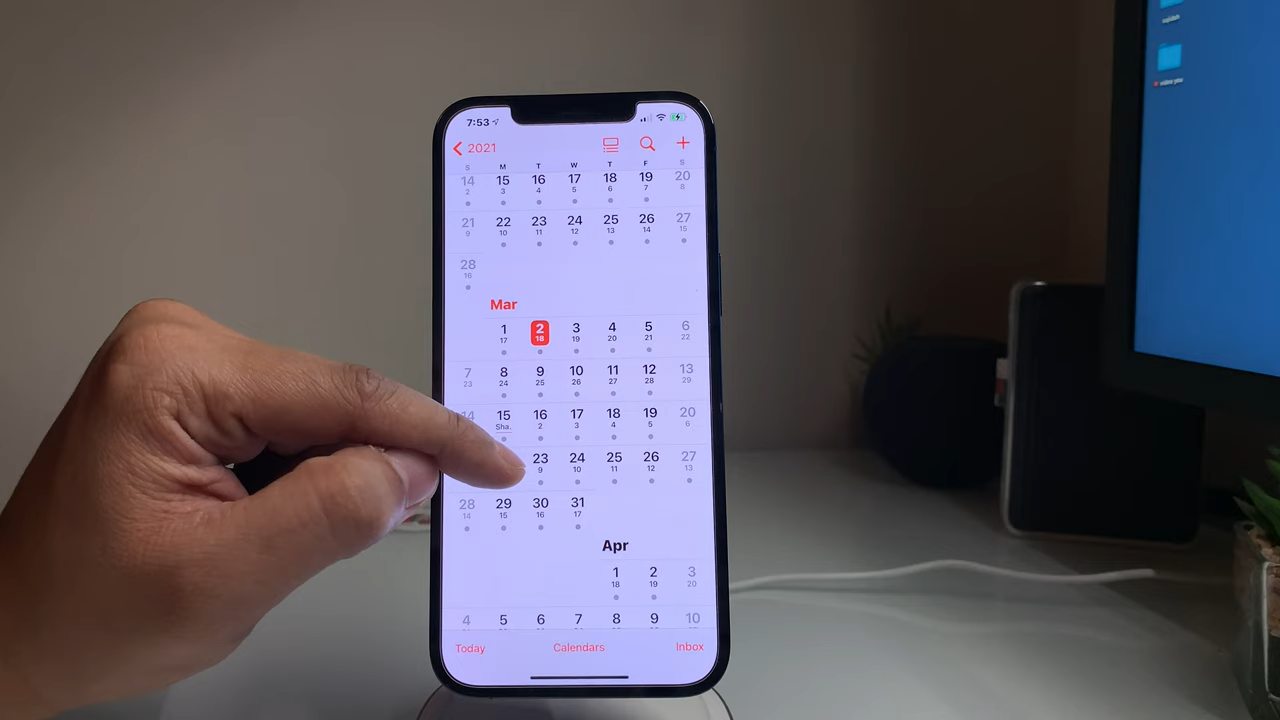 7:53
2021
S M T W T F S
14 15 16 17 18 19 20
2 3 4 5 6 7 8
21 22 23 24 25 26 27
9 10 11 12 13 14 15
28
16
Mar
1 2 3 4 5 6
17 18 19 20 21 22
7 8 9 10 11 12 13
23 24 25 26 27 28 29
14 15 16 17 18 19 20
Sha. 2 3 4 5 6
23 24 25 26 27
9 10 11 12 13
28 29 30 31
14 15 16 17
Apr
1 2 3
18 19 20
4 5 6 7 8 9 10
Today Calendars Inbox